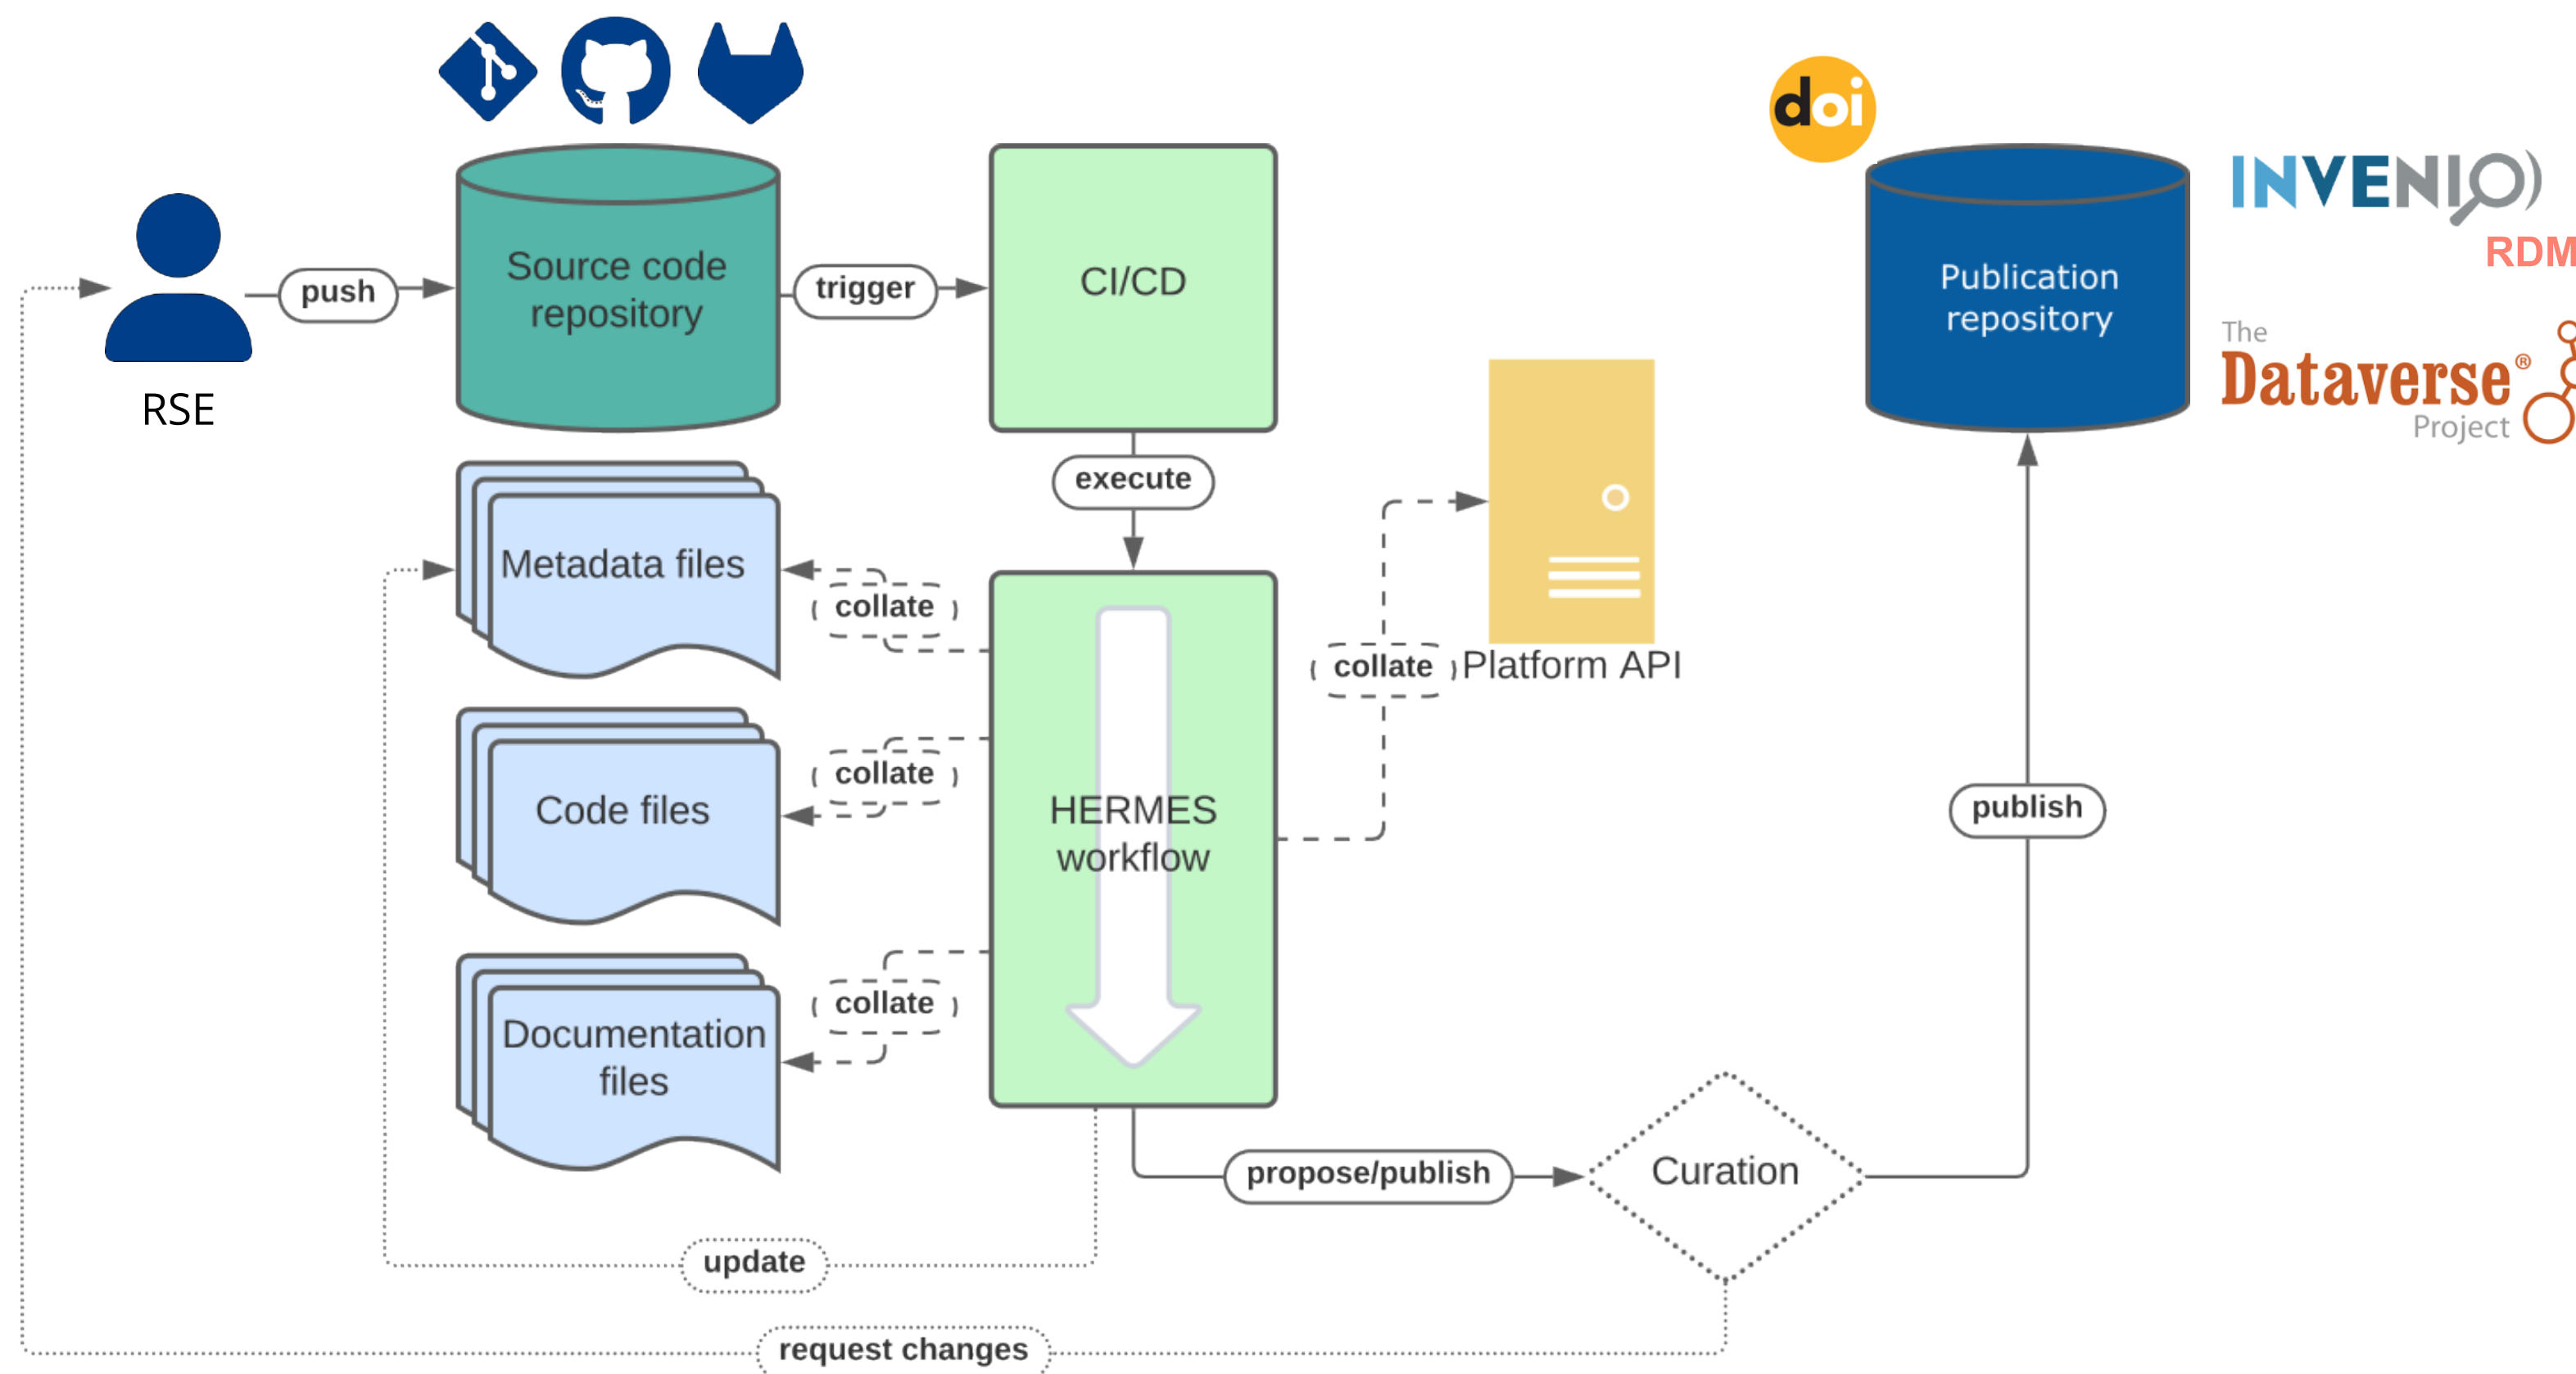 doi
INVENIO
RDM
push
Source code
repository
trigger
CI/CD
Publication
repository
The
Dataverse®
Project
RSE
execute
Metadata files
collate
collate
Platform API
collate
Code files
HERMES
workflow
publish
collate
Documentation
files
propose/publish
Curation
update
request changes